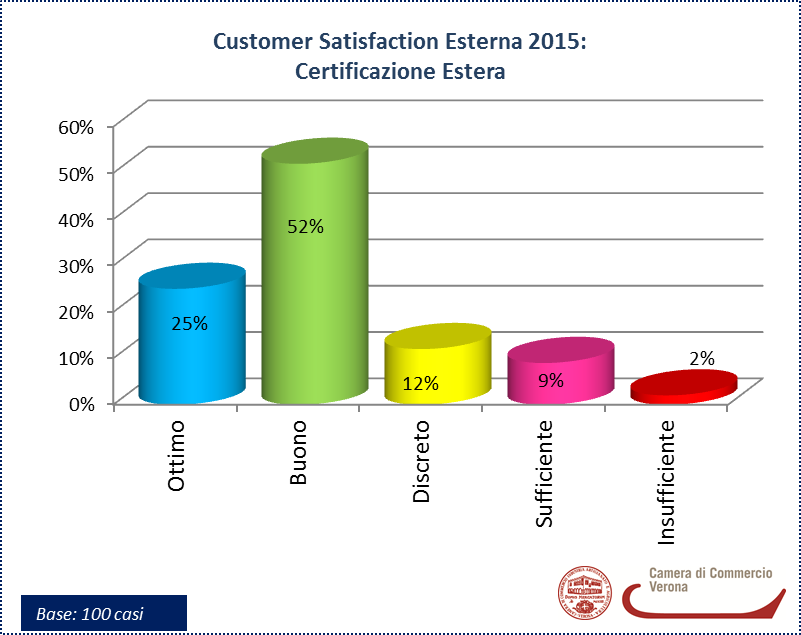 Customer Satisfaction Esterna 2015:
Certificazione Estera
60%
50%
40%
30%
20%
10%
0%
25%
52%
12%
9%
2%
Ottimo
Buono
Discreto
Sufficiente
Insufficiente
Base: 100 casi
Camera di Commercio
Verona